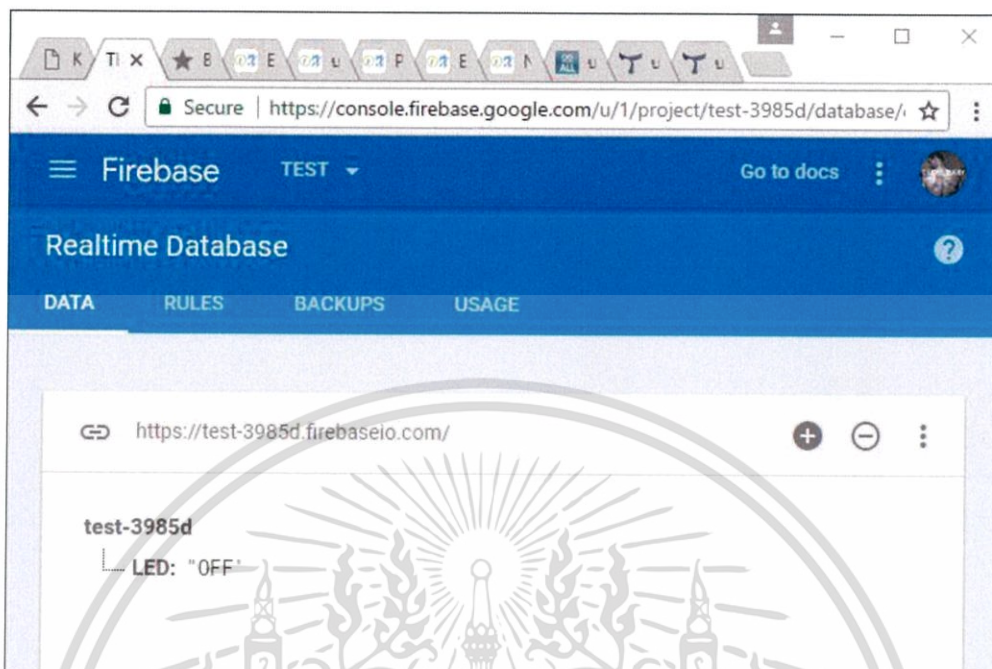 K TI B E u P E N u u u
Secure https://console.firebase.google.com/u/1/project/test-3985d/database/
Firebase TEST Go to docs
Realtime Database
DATA RULES BACKUPS USAGE
https://test-3985d.firebaseio.com/
test-3985d
LED: "OFF"